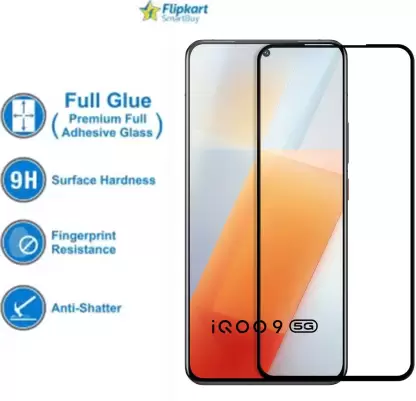 Flipkart
SmartBuy
Full Glue
( Premium Full
Adhesive Glass )
9H
Surface Hardness
Fingerprint
Resistance
Anti-Shatter
iQOO 9 5G